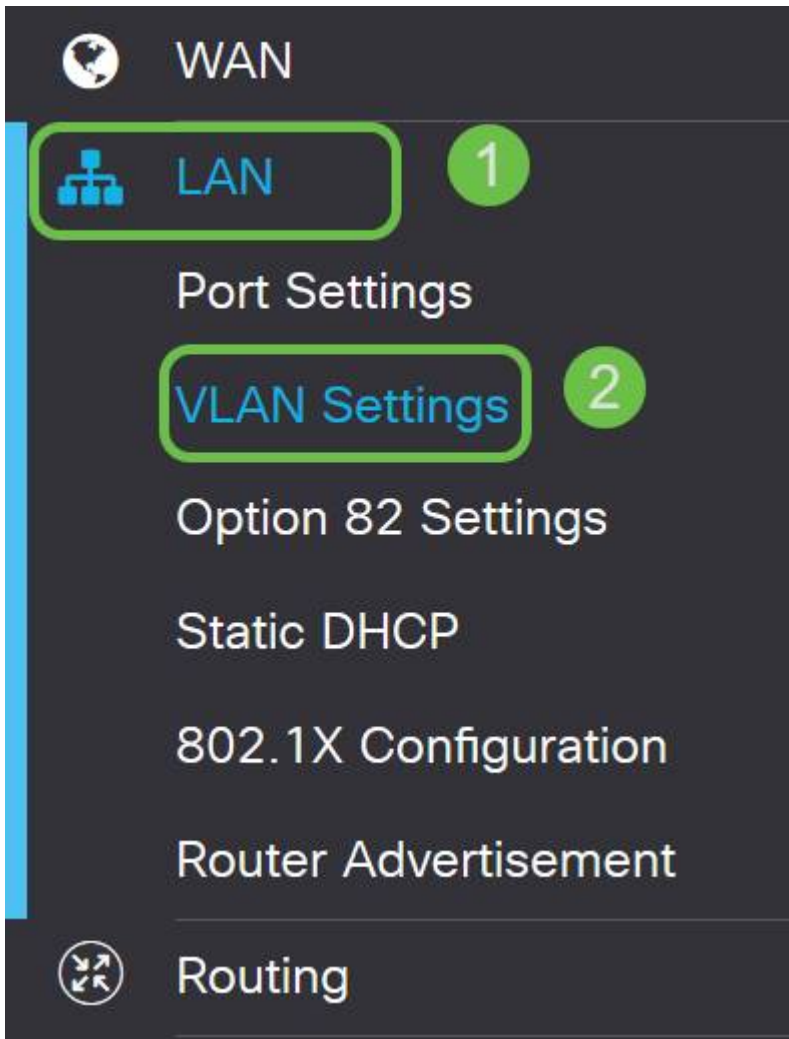 WAN
LAN 1
Port Settings
VLAN Settings 2
Option 82 Settings
Static DHCP
802.1X Configuration
Router Advertisement
Routing